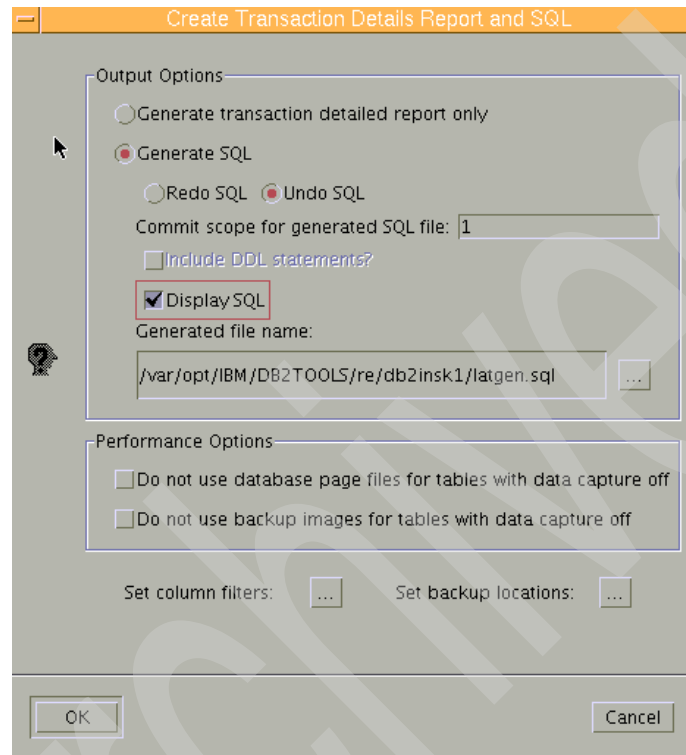 Create Transaction Details Report and SQL
Output Options
Generate transaction detailed report only
Generate SQL
Redo SQL Undo SQL
Commit scope for generated SQL file: 1
Include DDL statements?
Display SQL
Generated file name:
/var/opt/IBM/DB2TOOLS/re/db2insk1/latgen.sql ...
Performance Options
Do not use database page files for tables with data capture off
Do not use backup images for tables with data capture off
Set column filters: ... Set backup locations: ...
OK Cancel